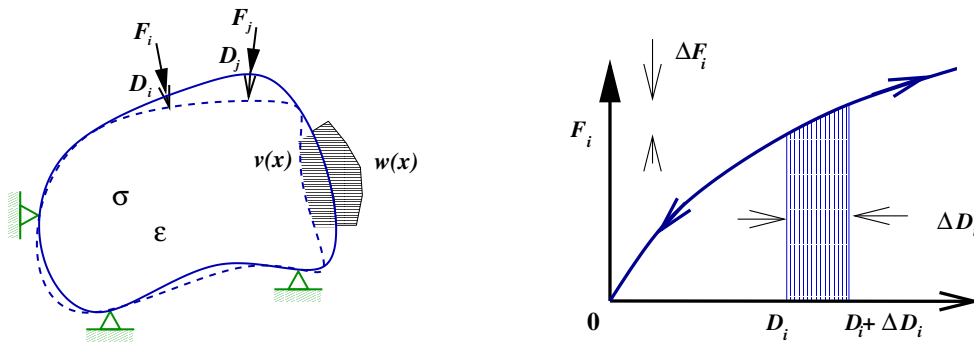 F_i
F_j
D_i
D_j
v(x)
w(x)
σ
ε
ΔF_i
F_i
ΔD_i
0
D_i
D_i + ΔD_i